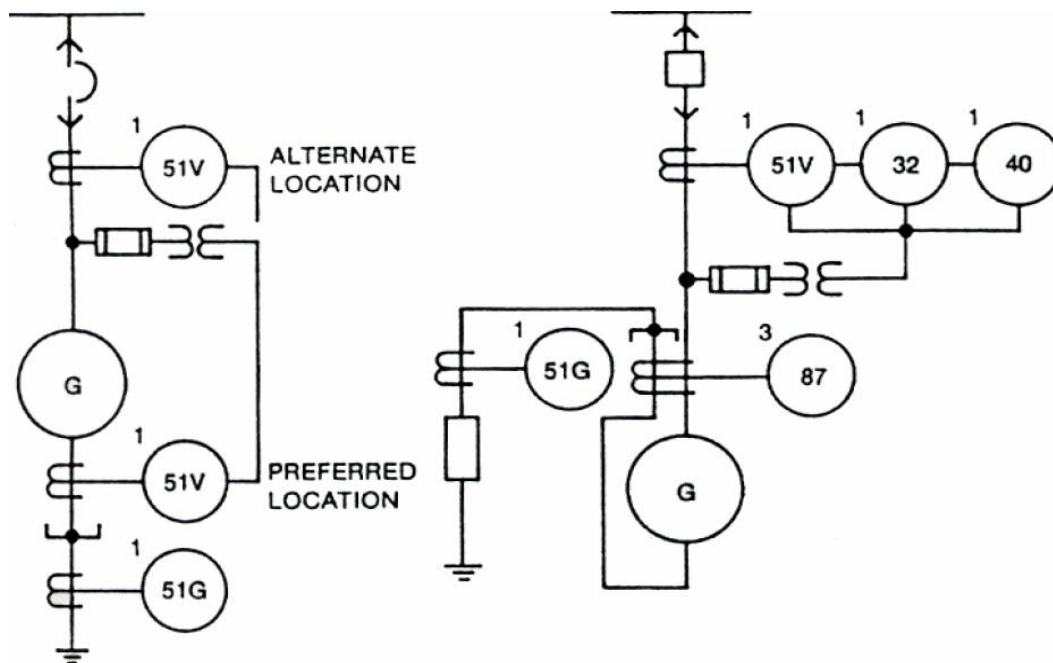 1
51V
ALTERNATE
LOCATION
G
1
51V
PREFERRED
LOCATION
1
51G
1
51V
1
32
1
40
1
51G
3
87
G